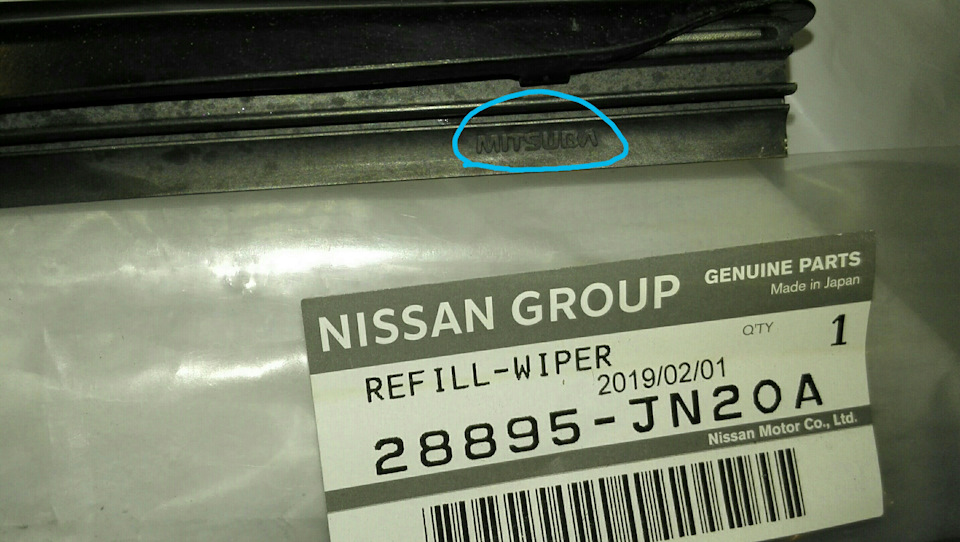 MITSUBA
NISSAN GROUP
GENUINE PARTS
Made in Japan
Q'TY
1
REFILL-WIPER
2019/02/01
28895-JN20A
Nissan Motor Co., Ltd.